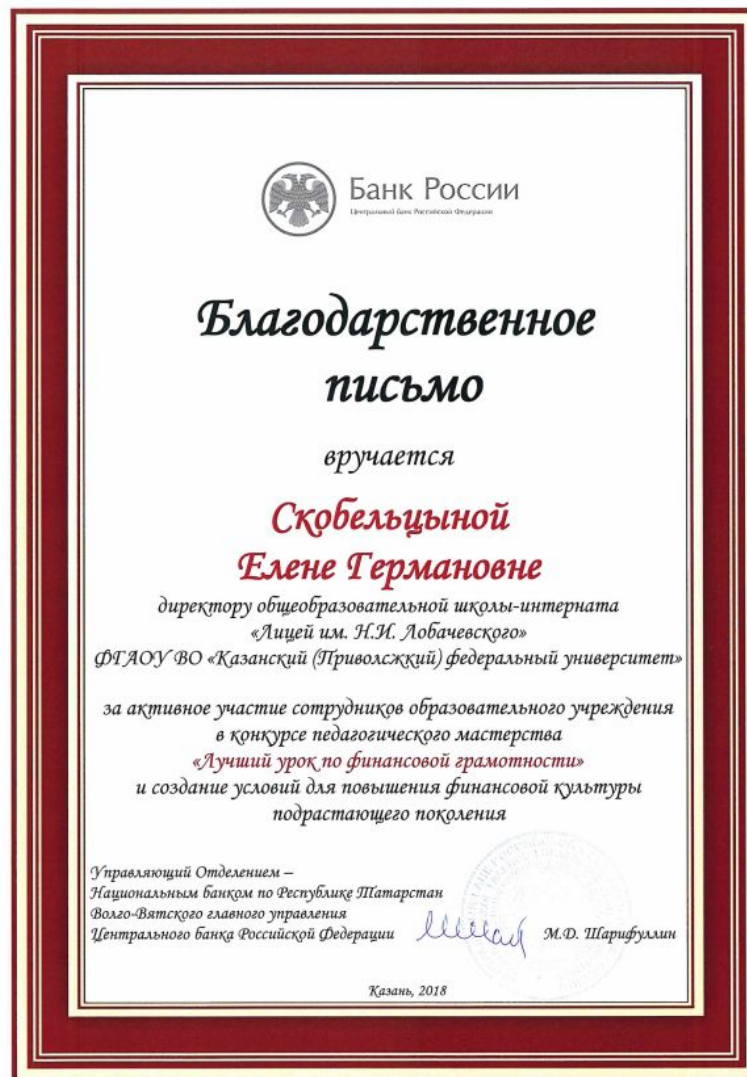 Банк России
Центральный банк Российской Федерации
Благодарственное
письмо
вручается
Скобельцыной
Елене Германовне
директору общеобразовательной школы-интерната
«Лицей им. Н.И. Лобачевского»
ФГАОУ ВО «Казанский (Приволжский) федеральный университет»
за активное участие сотрудников образовательного учреждения
в конкурсе педагогического мастерства
«Лучший урок по финансовой грамотности»
и создание условий для повышения финансовой культуры
подрастающего поколения
Управляющий Отделением –
Национальным банком по Республике Татарстан
Волго-Вятского главного управления
Центрального банка Российской Федерации
М.Д. Шарифуллин
Казань, 2018